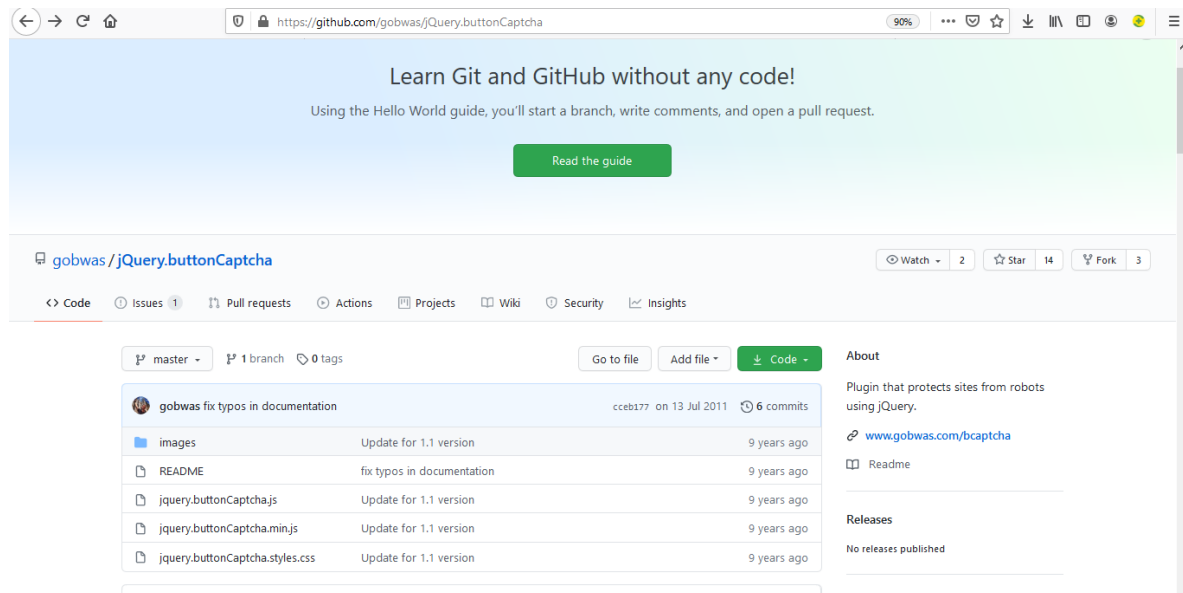 https://github.com/gobwas/jQuery.buttonCaptcha 90%
Learn Git and GitHub without any code!
Using the Hello World guide, you'll start a branch, write comments, and open a pull request.
Read the guide
gobwas / jQuery.buttonCaptcha Watch 2 Star 14 Fork 3
Code Issues 1 Pull requests Actions Projects Wiki Security Insights
master 1 branch 0 tags Go to file Add file Code
gobwas fix typos in documentation cceb177 on 13 Jul 2011 6 commits
images Update for 1.1 version 9 years ago
README fix typos in documentation 9 years ago
jquery.buttonCaptcha.js Update for 1.1 version 9 years ago
jquery.buttonCaptcha.min.js Update for 1.1 version 9 years ago
jquery.buttonCaptcha.styles.css Update for 1.1 version 9 years ago
About
Plugin that protects sites from robots
using jQuery.
www.gobwas.com/bcaptcha
Readme
Releases
No releases published